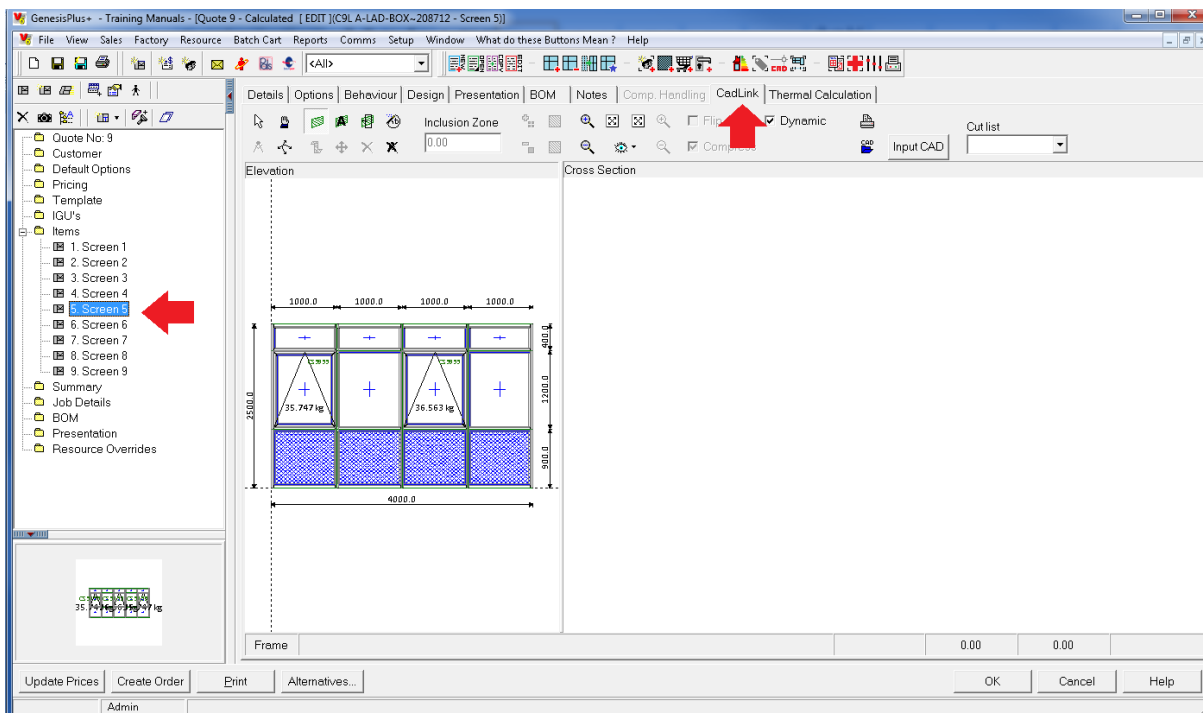 GenesisPlus+ - Training Manuals - [Quote 9 - Calculated [ EDIT ](C9L A-LAD-BOX~208712 - Screen 5)]
File View Sales Factory Resource Batch Cart Reports Comms Setup Window What do these Buttons Mean ? Help
<All>
CAD
Details Options Behaviour Design Presentation BOM Notes Comp. Handling CadLink Thermal Calculation
Inclusion Zone
0.00
Flip
Dynamic
Compress
CAD
Input CAD
Cut list
Quote No: 9
Customer
Default Options
Pricing
Template
IGU's
Items
1. Screen 1
2. Screen 2
3. Screen 3
4. Screen 4
5. Screen 5
6. Screen 6
7. Screen 7
8. Screen 8
9. Screen 9
Summary
Job Details
BOM
Presentation
Resource Overrides
Elevation
Cross Section
1000.0 1000.0 1000.0 1000.0
400.0
1200.0
900.0
2500.0
35.747 kg
36.563 kg
4000.0
Frame
0.00 0.00
Update Prices Create Order Print Alternatives... OK Cancel Help
Admin